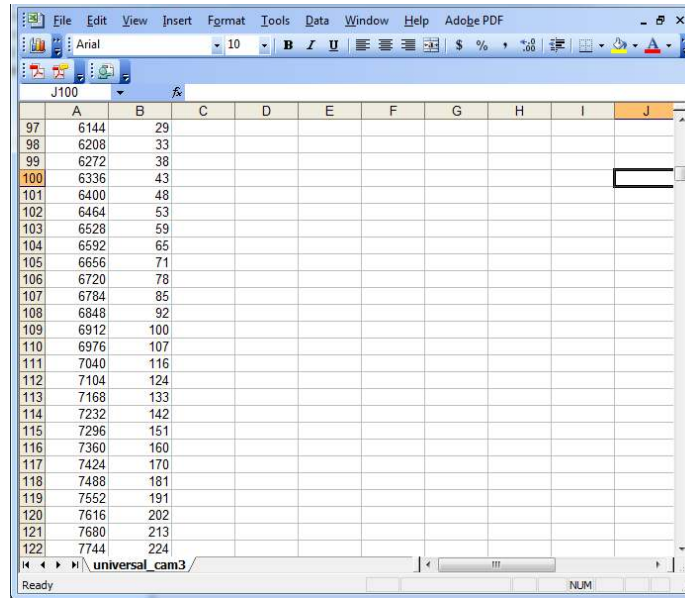 File Edit View Insert Format Tools Data Window Help Adobe PDF
Arial 10 B I U $ % ,
J100 fx
A B C D E F G H I J
97 6144 29
98 6208 33
99 6272 38
100 6336 43
101 6400 48
102 6464 53
103 6528 59
104 6592 65
105 6656 71
106 6720 78
107 6784 85
108 6848 92
109 6912 100
110 6976 107
111 7040 116
112 7104 124
113 7168 133
114 7232 142
115 7296 151
116 7360 160
117 7424 170
118 7488 181
119 7552 191
120 7616 202
121 7680 213
122 7744 224
universal_cam3
Ready NUM